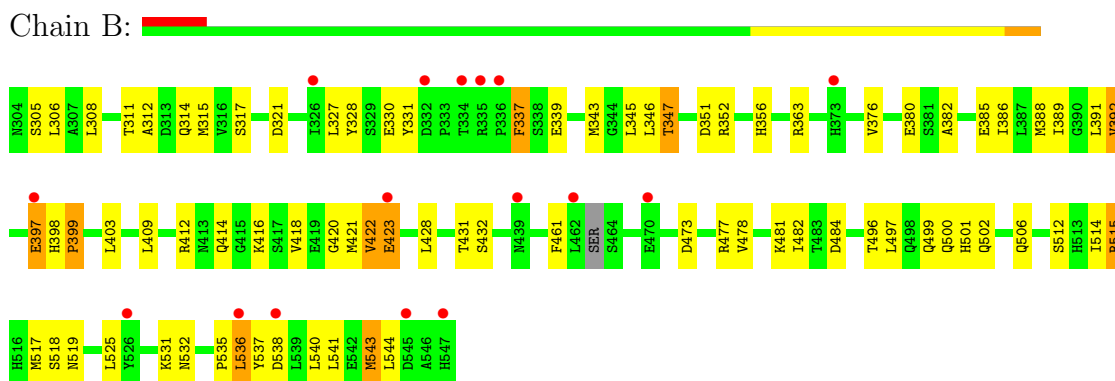 Chain B:
N304 S305 L306 A307 L308 T311 A312 D313 Q314 M315 V316 S317 D321 I326 L327 Y328 S329 E330 Y331 D332 P333 T334 R335 P336 F337 S338 E339 M343 G344 L345 L346 T347 D351 R352 H356 R363 H373 V376 E380 S381 A382 E385 I386 L387 M388 I389 G390 L391 V392
E397 H398 P399 L403 L409 R412 N413 Q414 G415 K416 S417 V418 E419 G420 M421 V422 E423 L428 T431 S432 N439 F461 L462 SER S464 E470 D473 R477 V478 K481 I482 T483 D484 T496 L497 Q498 Q499 Q500 H501 Q502 Q506 S512 H513 I514 R515
H516 M517 S518 N519 L525 Y526 K531 N532 P535 L536 Y537 D538 L539 L540 L541 E542 M543 L544 D545 A546 H547